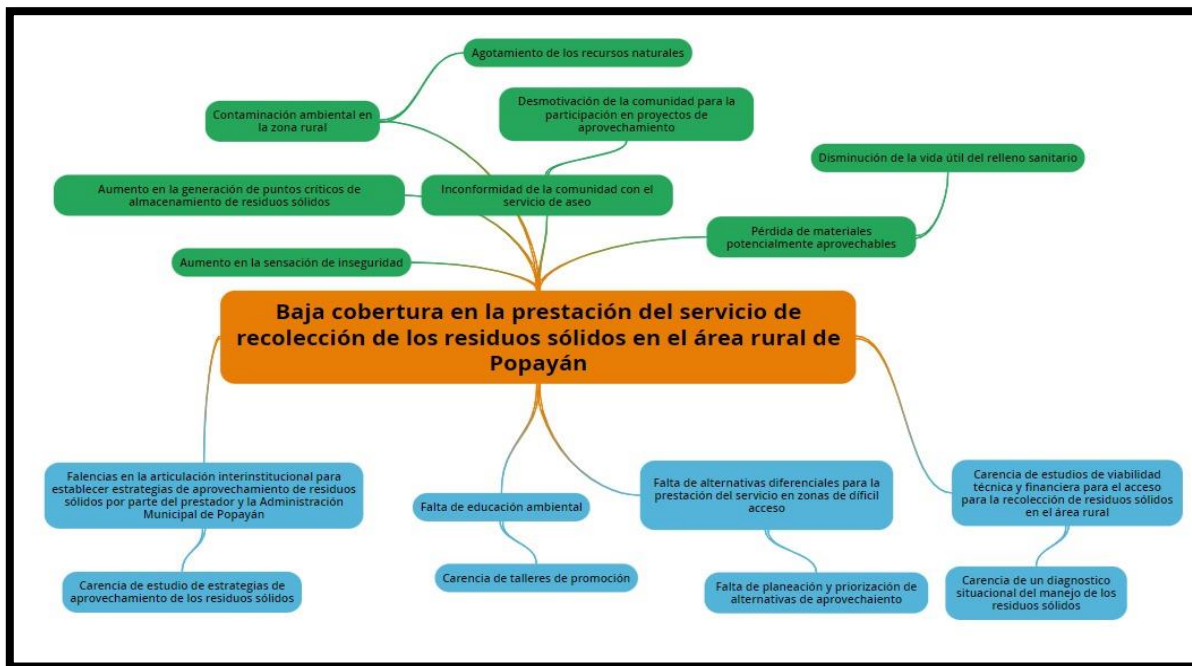 Agotamiento de los recursos naturales
Contaminación ambiental en
la zona rural
Desmotivación de la comunidad para la
participación en proyectos de
aprovechamiento
Disminución de la vida útil del relleno sanitario
Aumento en la generación de puntos críticos de
almacenamiento de residuos sólidos
Inconformidad de la comunidad con el
servicio de aseo
Pérdida de materiales
potencialmente aprovechables
Aumento en la sensación de inseguridad
Baja cobertura en la prestación del servicio de
recolección de los residuos sólidos en el área rural de
Popayán
Falencias en la articulación interinstitucional para
establecer estrategias de aprovechamiento de residuos
sólidos por parte del prestador y la Administración
Municipal de Popayán
Falta de educación ambiental
Falta de alternativas diferenciales para la
prestación del servicio en zonas de díficil
acceso
Carencia de estudios de viabilidad
técnica y financiera para el acceso
para la recolección de residuos sólidos
en el área rural
Carencia de estudio de estrategias de
aprovechamiento de los residuos sólidos
Carencia de talleres de promoción
Falta de planeación y priorización de
alternativas de aprovechaiento
Carencia de un diagnostico
situacional del manejo de los
residuos sólidos